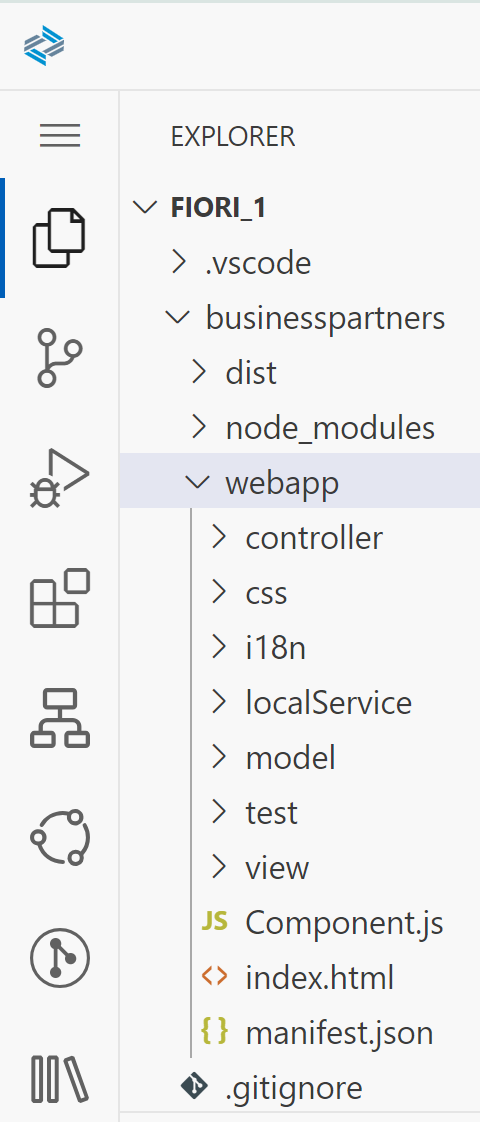 EXPLORER
FIORI_1
.vscode
businesspartners
dist
node_modules
webapp
controller
css
i18n
localService
model
test
view
JS Component.js
<> index.html
{ } manifest.json
.gitignore